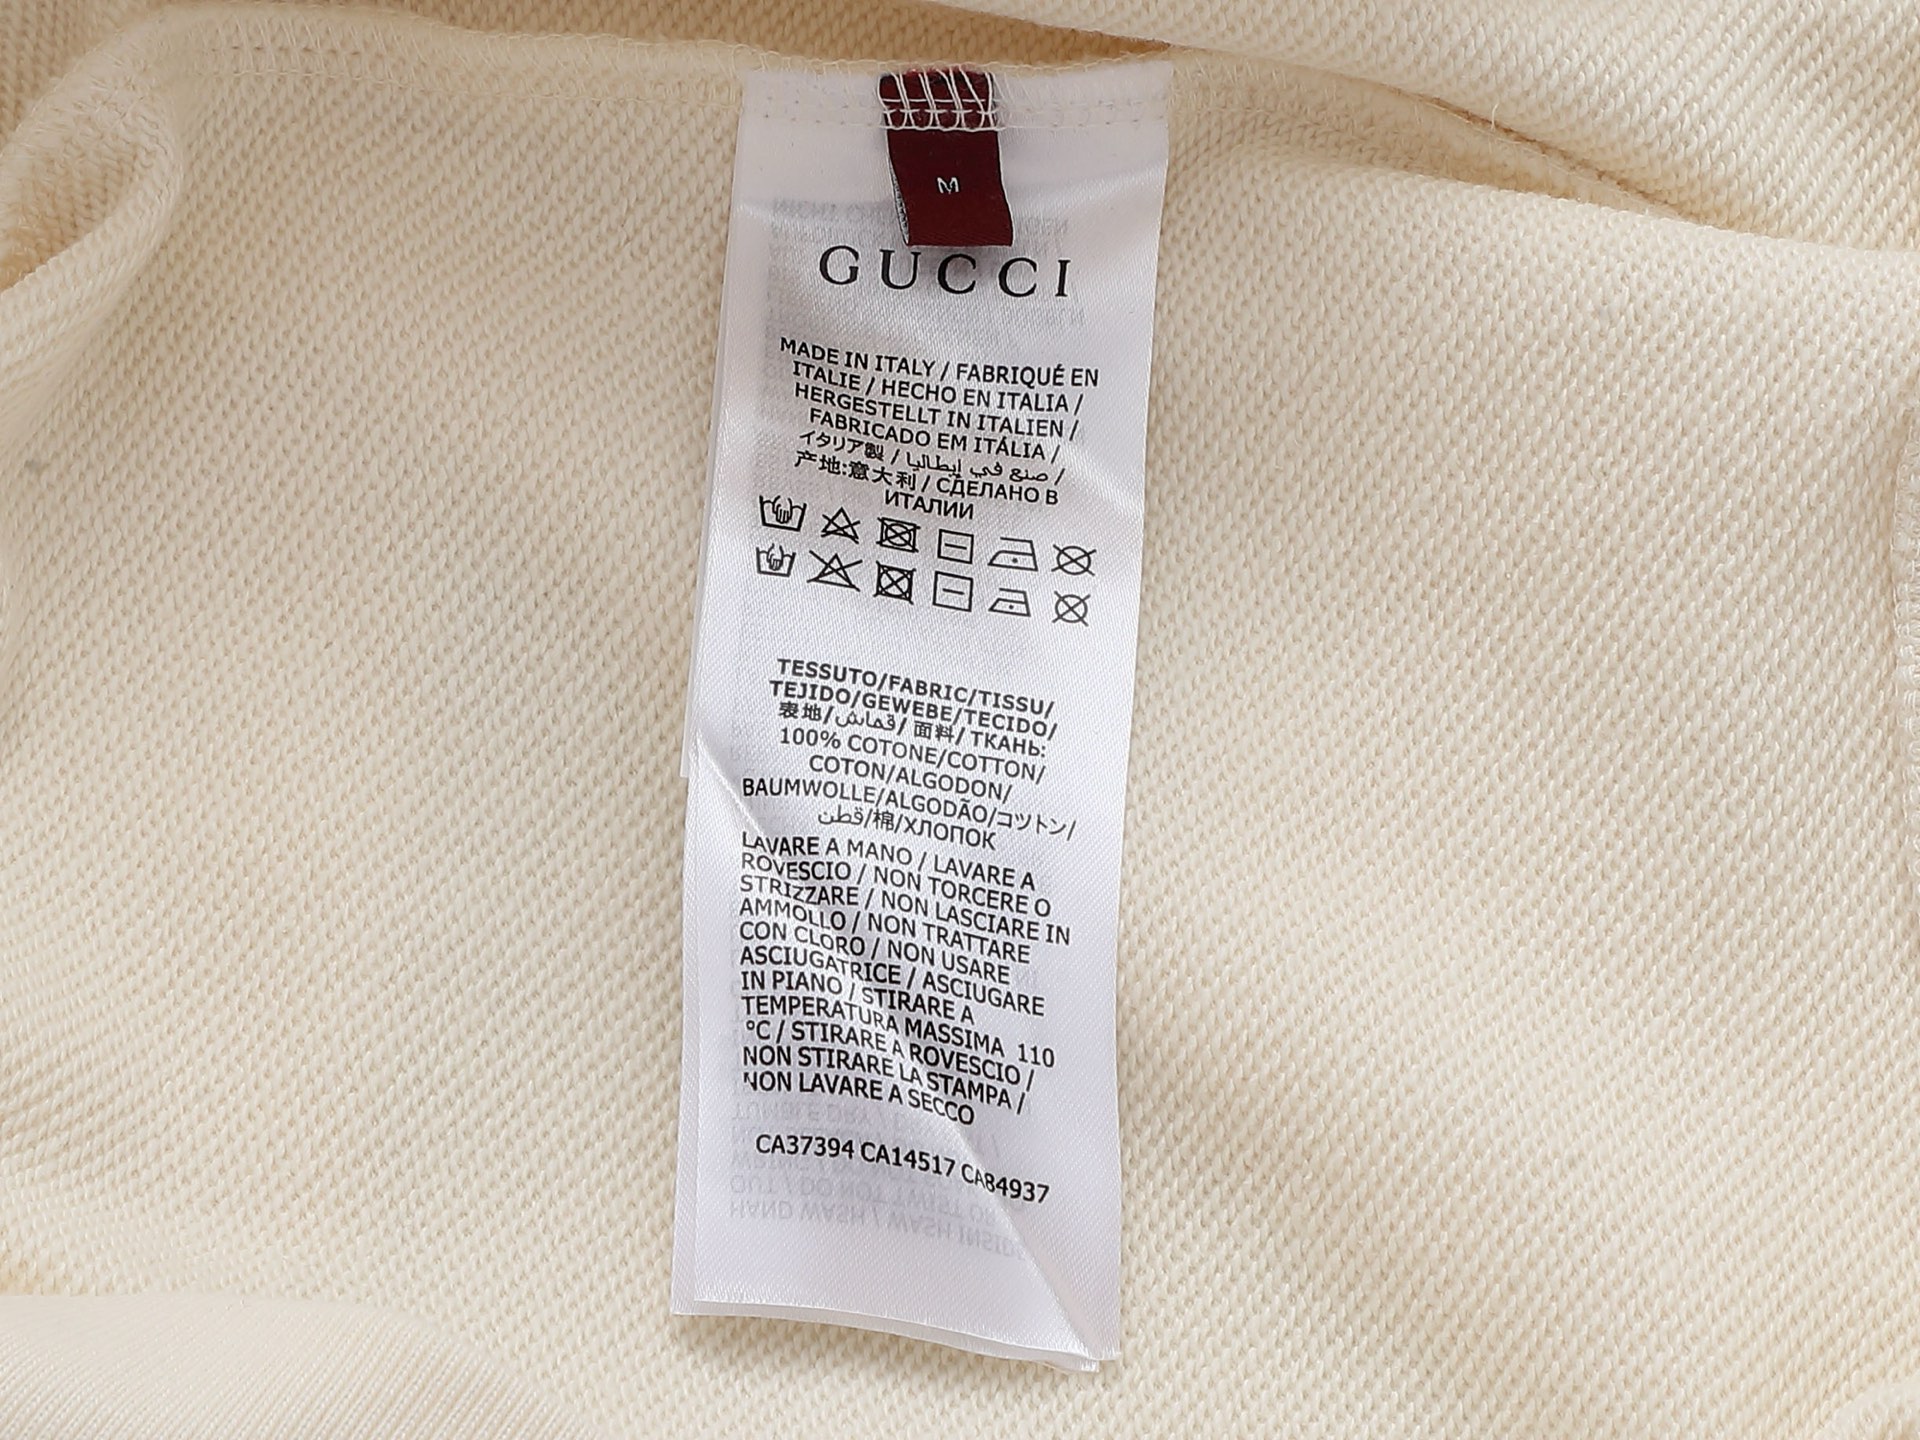 M
GUCCI
MADE IN ITALY / FABRIQUÉ EN
ITALIE / HECHO EN ITALIA /
HERGESTELLT IN ITALIEN /
FABRICADO EM ITÁLIA /
イタリア製 / صنع في إيطاليا /
产地:意大利 / СДЕЛАНО В
ИТАЛИИ
TESSUTO/FABRIC/TISSU/
TEJIDO/GEWEBE/TECIDO/
表地/قماش/ 面料/ ТКАНЬ:
100% COTONE/COTTON/
COTON/ALGODON/
BAUMWOLLE/ALGODÃO/コットン/
قطن/棉/ХЛОПОК
LAVARE A MANO / LAVARE A
ROVESCIO / NON TORCERE O
STRIZZARE / NON LASCIARE IN
AMMOLLO / NON TRATTARE
CON CLORO / NON USARE
ASCIUGATRICE / ASCIUGARE
IN PIANO / STIRARE A
TEMPERATURA MASSIMA 110
°C / STIRARE A ROVESCIO /
NON STIRARE LA STAMPA /
NON LAVARE A SECCO
CA37394 CA14517 CA84937